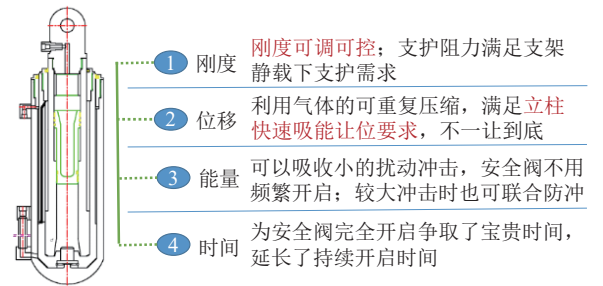 1 刚度 刚度可调可控；支护阻力满足支架
静载下支护需求
2 位移 利用气体的可重复压缩，满足立柱
快速吸能让位要求，不一让到底
3 能量 可以吸收小的扰动冲击，安全阀不用
频繁开启；较大冲击时也可联合防冲
4 时间 为安全阀完全开启争取了宝贵时间，
延长了持续开启时间